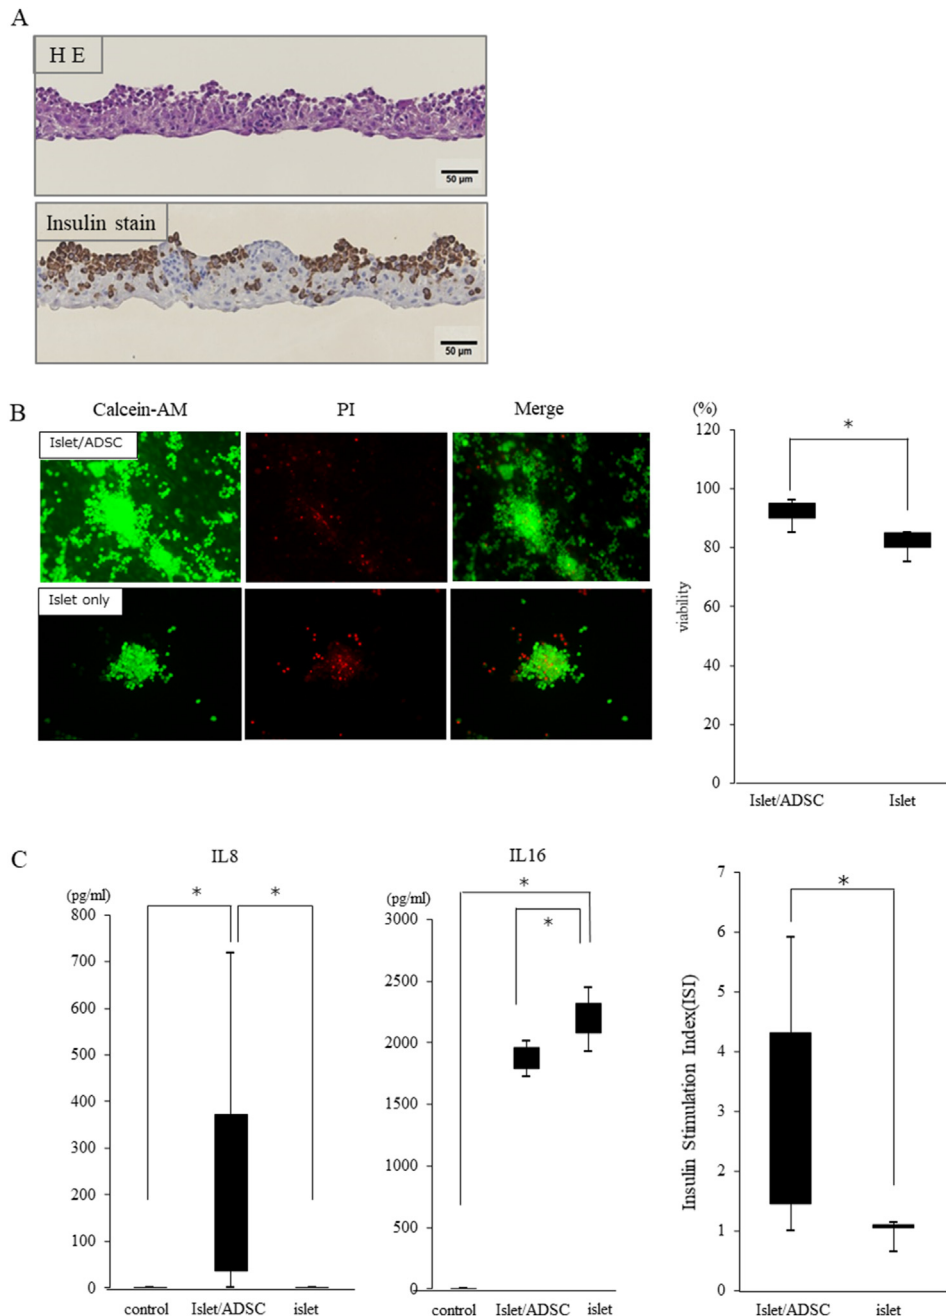 A
H E
50 μm
Insulin stain
50 μm
B
Calcein-AM
PI
Merge
Islet/ADSC
Islet only
(%)
120
*
100
80
60
40
20
0
viability
Islet/ADSC
Islet
C
IL8
(pg/ml)
*
*
800
700
600
500
400
300
200
100
0
control
Islet/ADSC
islet
IL16
(pg/ml)
*
*
3000
2500
2000
1500
1000
500
0
control
Islet/ADSC
islet
7
*
6
5
4
3
2
1
0
Insulin Stimulation Index(ISI)
Islet/ADSC
islet